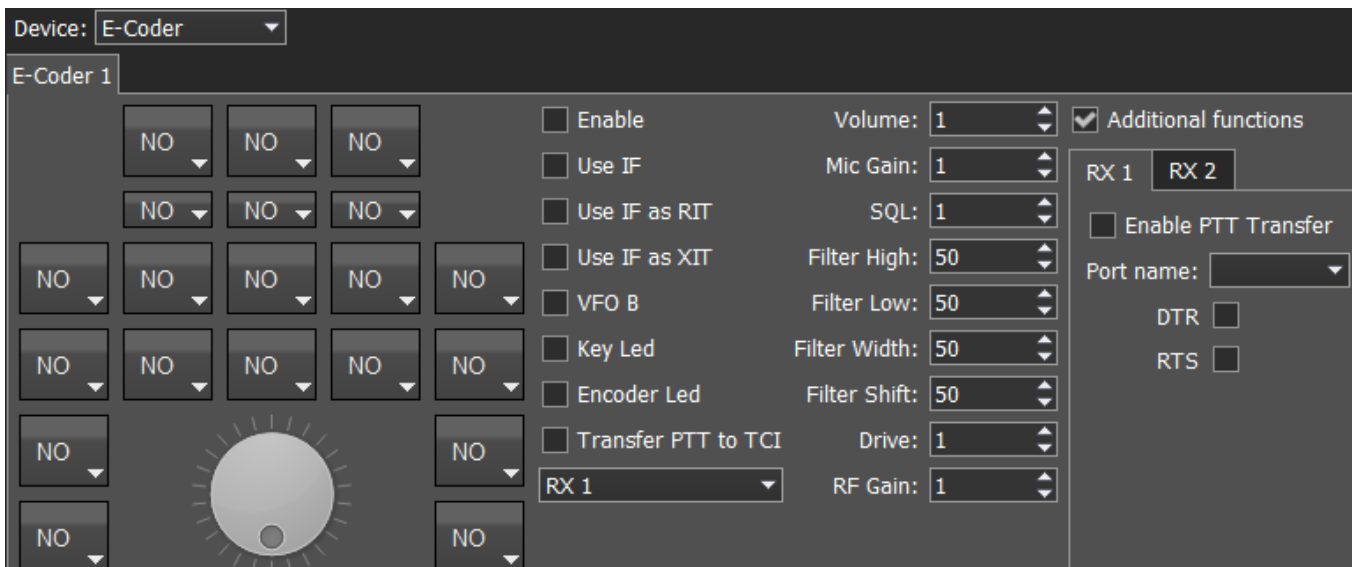 Device: E-Coder
E-Coder 1
NO NO NO
NO NO NO
NO NO NO NO NO
NO NO NO NO NO
NO NO
NO NO
Enable
Use IF
Use IF as RIT
Use IF as XIT
VFO B
Key Led
Encoder Led
Transfer PTT to TCI
RX 1
Volume: 1
Mic Gain: 1
SQL: 1
Filter High: 50
Filter Low: 50
Filter Width: 50
Filter Shift: 50
Drive: 1
RF Gain: 1
Additional functions
RX 1 RX 2
Enable PTT Transfer
Port name:
DTR
RTS